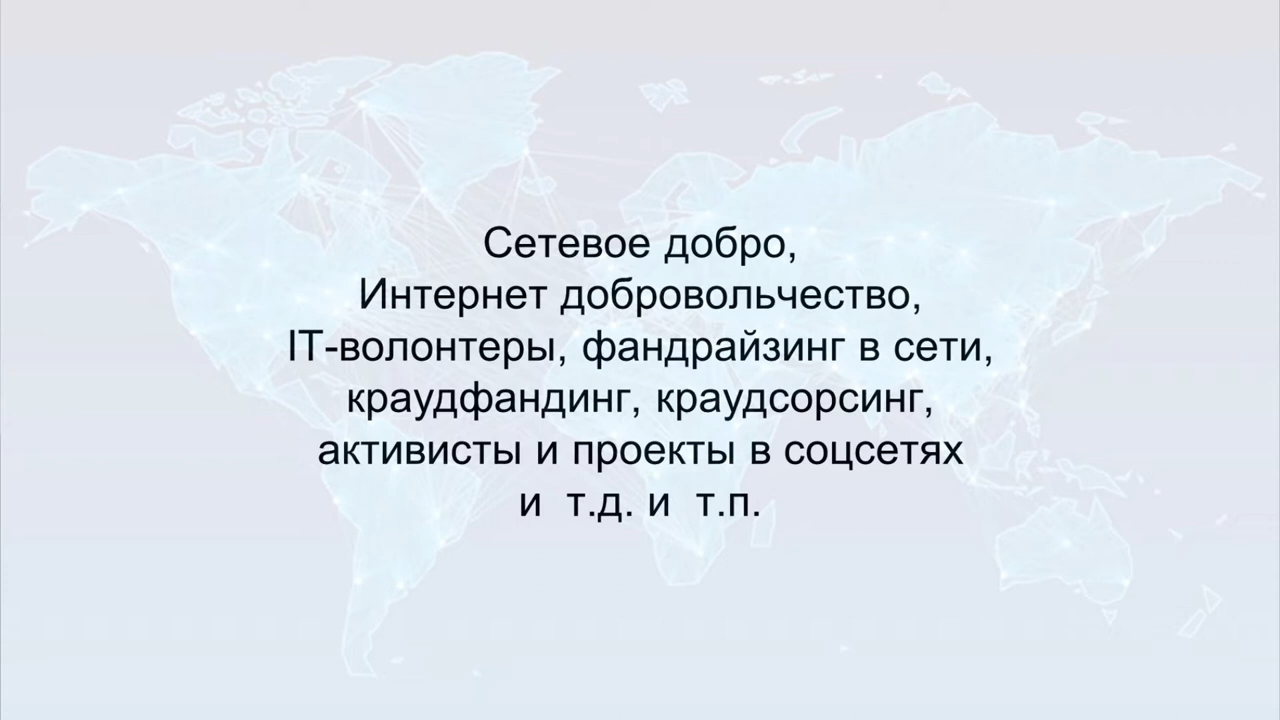 Сетевое добро,
Интернет добровольчество,
IT-волонтеры, фандрайзинг в сети,
краудфандинг, краудсорсинг,
активисты и проекты в соцсетях
и  т.д. и  т.п.